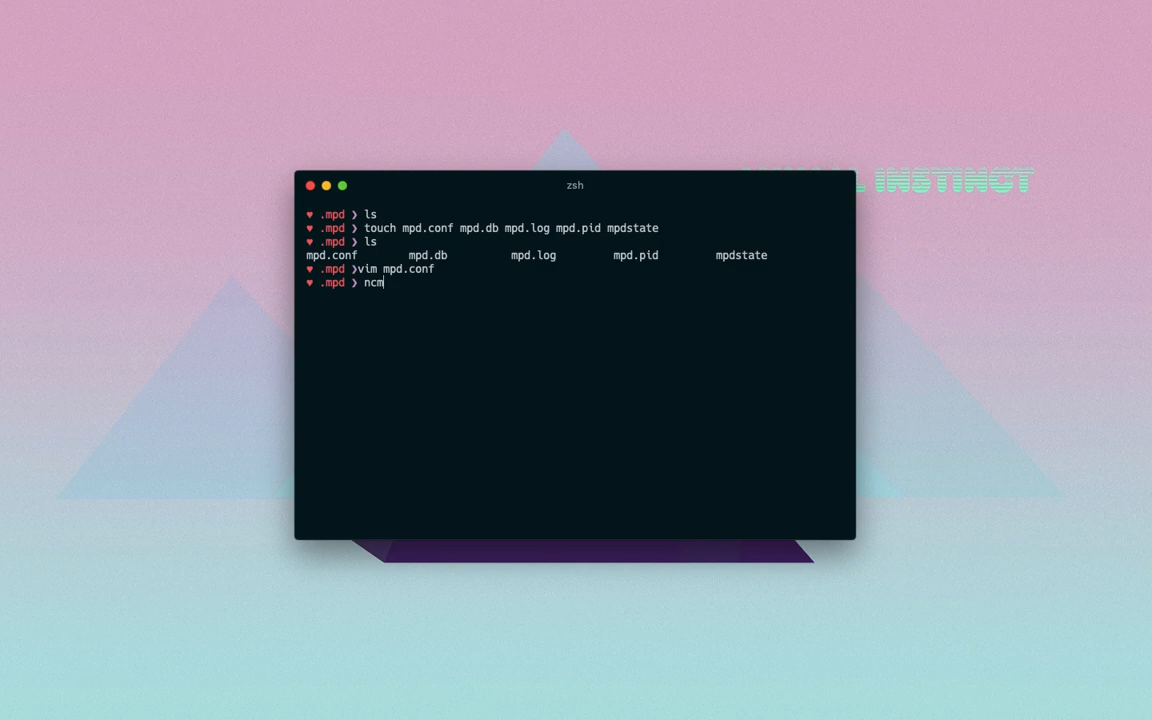 zsh
♥ .mpd ❯ ls
♥ .mpd ❯ touch mpd.conf mpd.db mpd.log mpd.pid mpdstate
♥ .mpd ❯ ls
mpd.conf mpd.db mpd.log mpd.pid mpdstate
♥ .mpd ❯vim mpd.conf
♥ .mpd ❯ ncm
INSTINCT